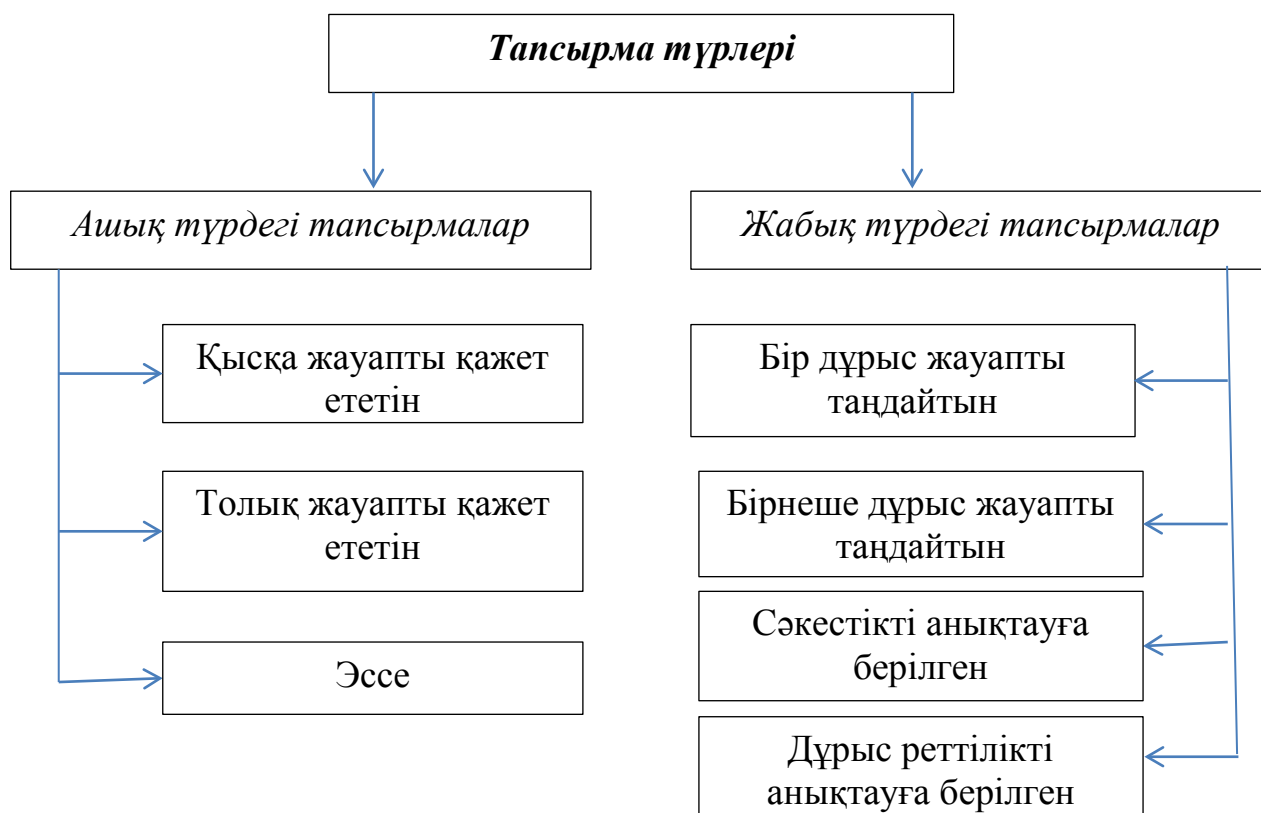 Тапсырма түрлері
Ашық түрдегі тапсырмалар
Жабық түрдегі тапсырмалар
Қысқа жауапты қажет
ететін
Толық жауапты қажет
ететін
Эссе
Бір дұрыс жауапты
таңдайтын
Бірнеше дұрыс жауапты
таңдайтын
Сәкестікті анықтауға
берілген
Дұрыс реттілікті
анықтауға берілген